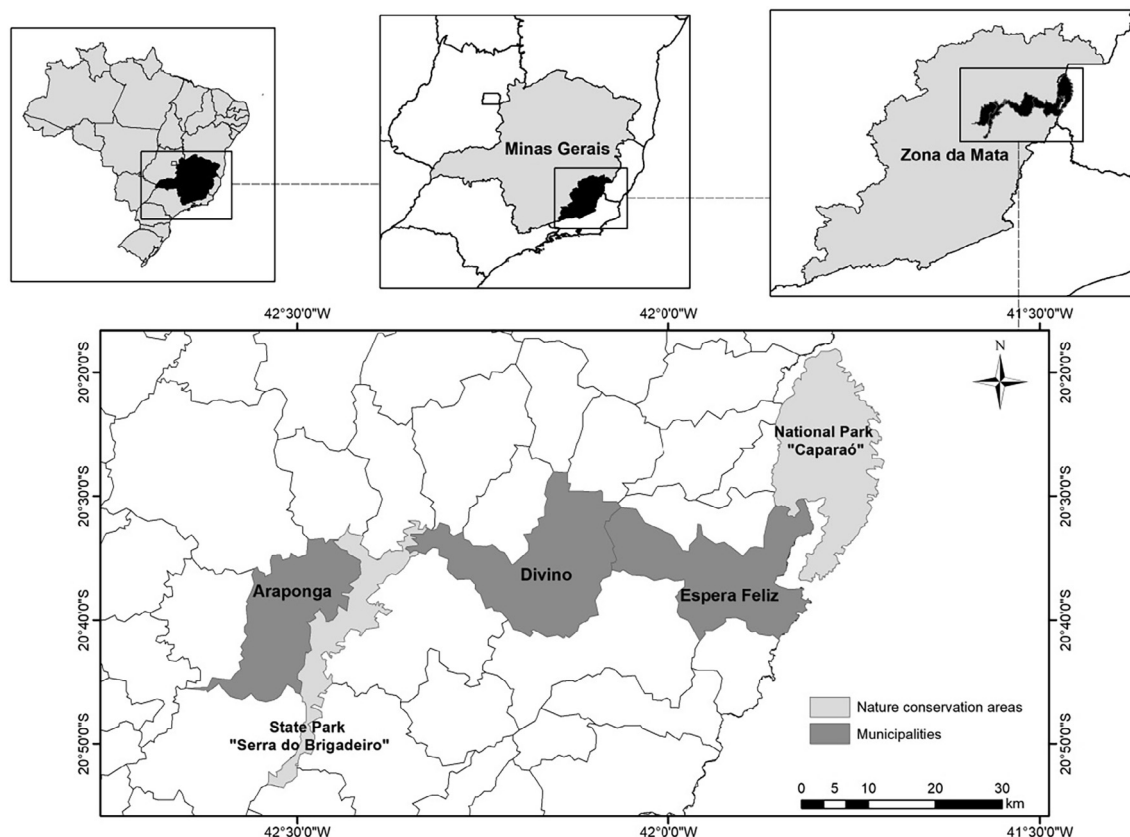 Minas Gerais
Zona da Mata
42°30'0"W
42°0'0"W
41°30'0"W
20°20'0"S
20°20'0"S
N
National Park
"Caparaó"
20°30'0"S
20°30'0"S
Araponga
Divino
Espera Feliz
20°40'0"S
20°40'0"S
State Park
"Serra do Brigadeiro"
Nature conservation areas
Municipalities
20°50'0"S
20°50'0"S
0 5 10 20 30
km
42°30'0"W
42°0'0"W
41°30'0"W